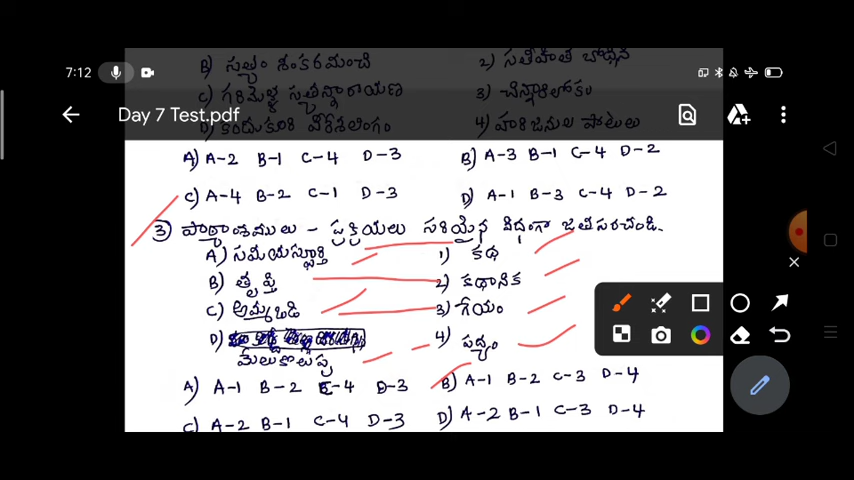 7:12
Day 7 Test.pdf
B) సత్యం శంకరమంచి 2) సతీహిత బోధిని
C) గరిమెళ్ళ సత్యన్నారాయణ 3) చిన్నారిలోకం
D) కందుకూరి వీరేశలింగం 4) హరిజనుల పాటలు
A) A-2 B-1 C-4 D-3 B) A-3 B-1 C-4 D-2
C) A-4 B-2 C-1 D-3 D) A-1 B-3 C-4 D-2
3) పాఠ్యాంశములు - ప్రక్రియలు సరియైన విధంగా జతపరచండి.
A) సమయస్ఫూర్తి 1) కథ
B) తృప్తి 2) కథానిక
C) అమ్మఒడి 3) గేయం
D) 4) పద్యం
మేలుకొలుపు
A) A-1 B-2 C-4 D-3 B) A-1 B-2 C-3 D-4
C) A-2 B-1 C-4 D-3 D) A-2 B-1 C-3 D-4